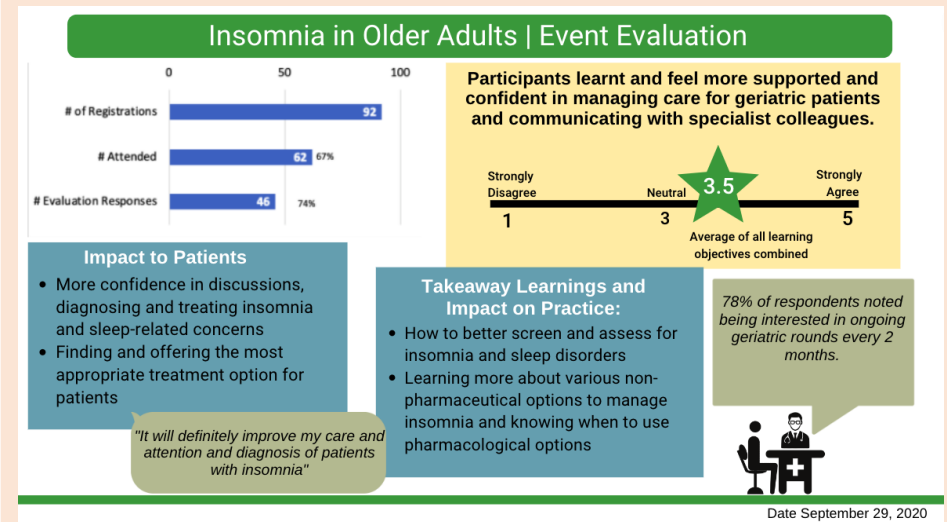 Insomnia in Older Adults | Event Evaluation
0 50 100
# of Registrations 92
# Attended 62 67%
# Evaluation Responses 46 74%
Participants learnt and feel more supported and
confident in managing care for geriatric patients
and communicating with specialist colleagues.
Strongly
Disagree
1
Neutral
3
3.5
Strongly
Agree
5
Average of all learning
objectives combined
Impact to Patients
• More confidence in discussions,
diagnosing and treating insomnia
and sleep-related concerns
• Finding and offering the most
appropriate treatment option for
patients
"It will definitely improve my care and
attention and diagnosis of patients
with insomnia"
Takeaway Learnings and
Impact on Practice:
• How to better screen and assess for
insomnia and sleep disorders
• Learning more about various non-
pharmaceutical options to manage
insomnia and knowing when to use
pharmacological options
78% of respondents noted
being interested in ongoing
geriatric rounds every 2
months.
Date September 29, 2020